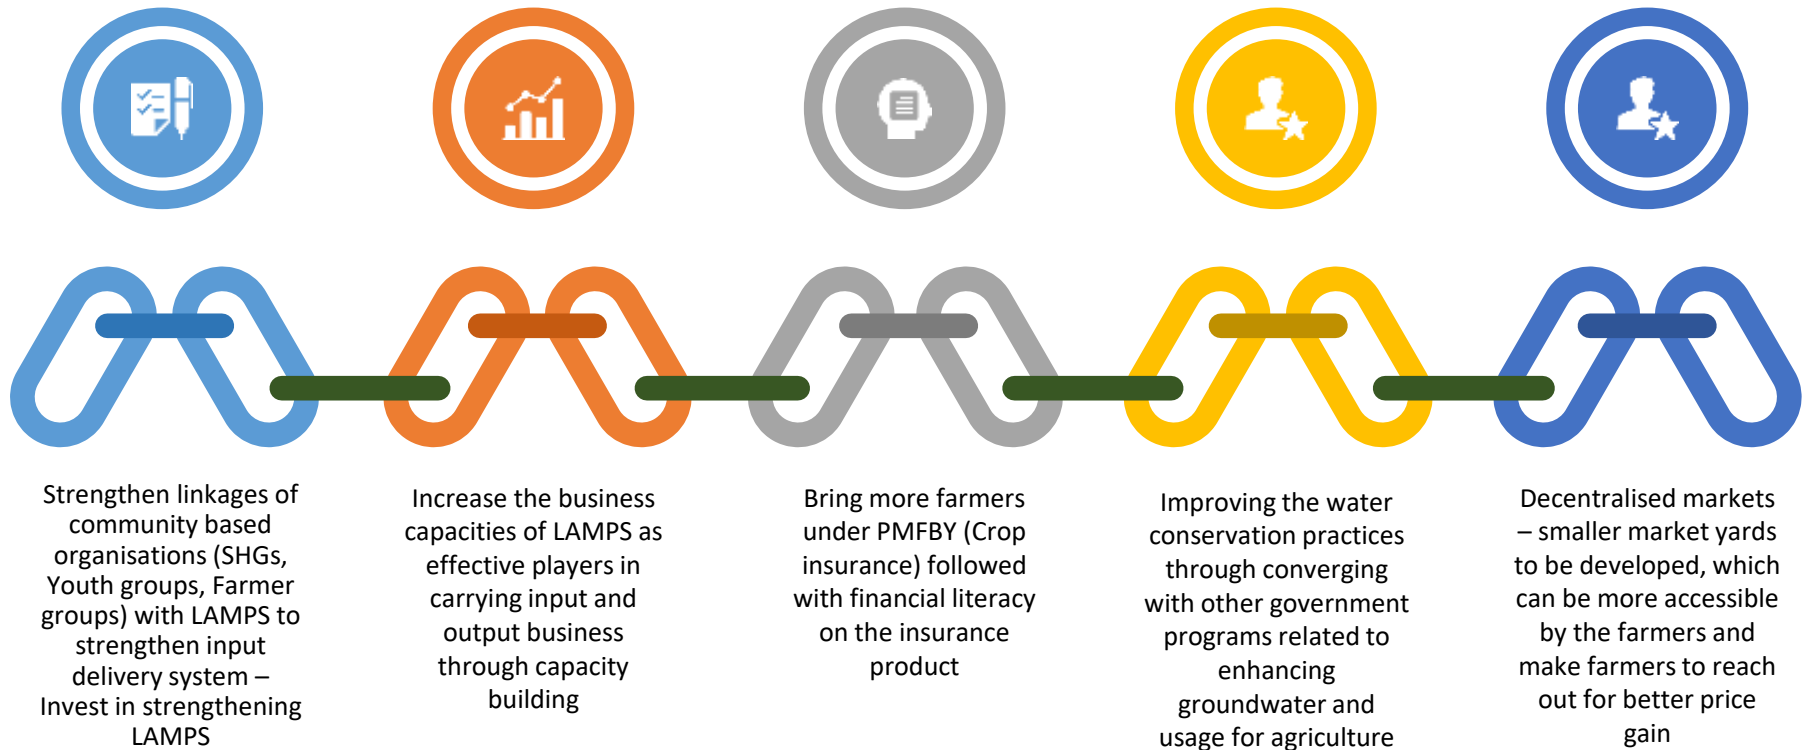 Strengthen linkages of
community based
organisations (SHGs,
Youth groups, Farmer
groups) with LAMPS to
strengthen input
delivery system –
Invest in strengthening
LAMPS
Increase the business
capacities of LAMPS as
effective players in
carrying input and
output business
through capacity
building
Bring more farmers
under PMFBY (Crop
insurance) followed
with financial literacy
on the insurance
product
Improving the water
conservation practices
through converging
with other government
programs related to
enhancing
groundwater and
usage for agriculture
Decentralised markets
– smaller market yards
to be developed, which
can be more accessible
by the farmers and
make farmers to reach
out for better price
gain